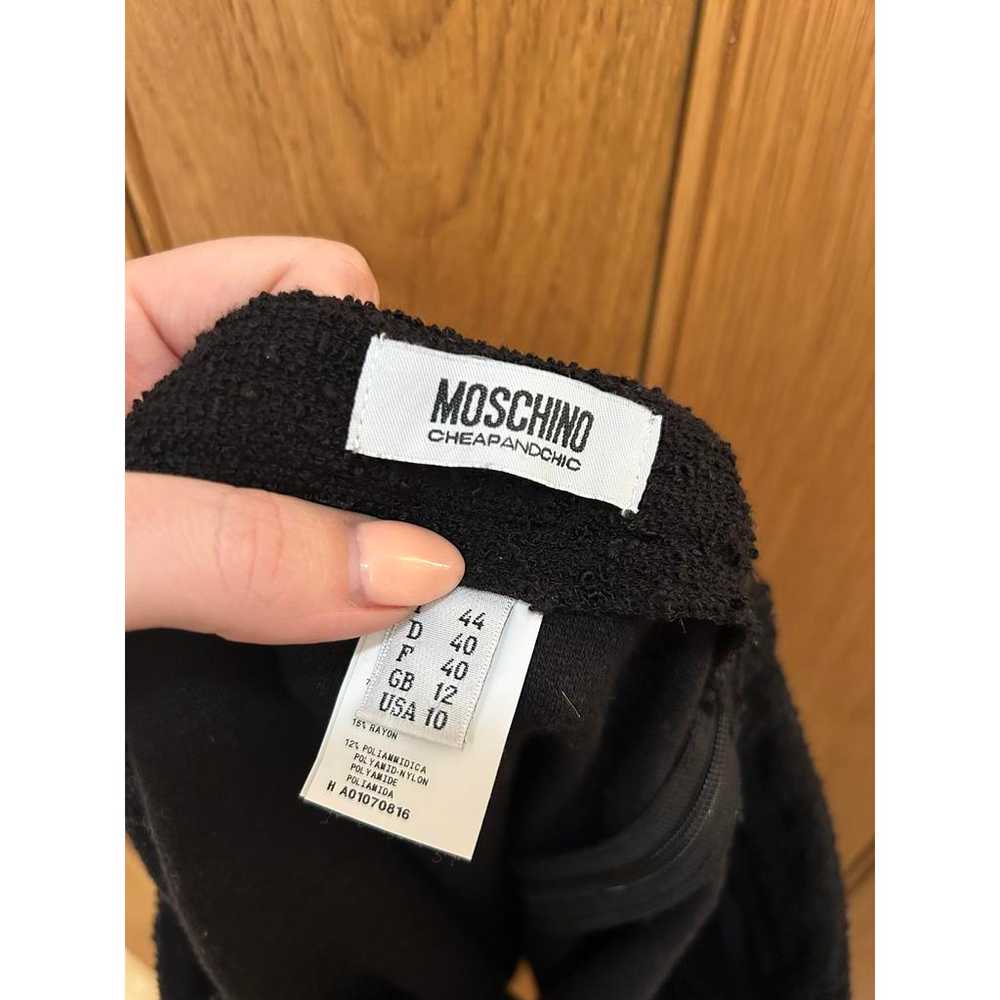 MOSCHINO
CHEAPANDCHIC
44
D 40
F 40
GB 12
USA 10
15% RAYON
12% POLIAMMIDICA
POLYAMID-NYLON
POLYAMIDE
POLIAMIDA
H A01070816